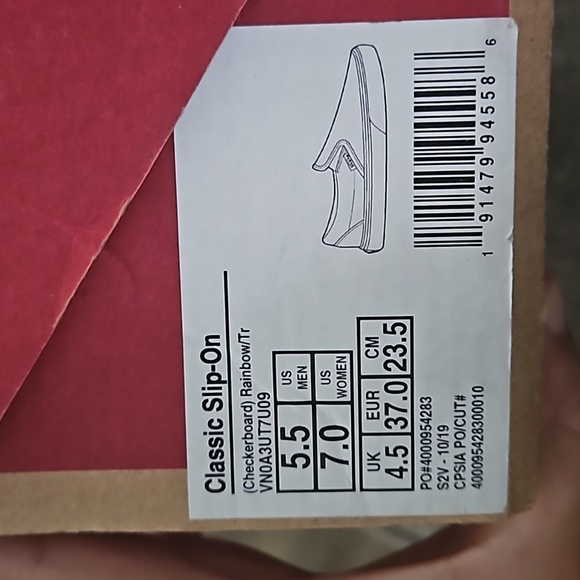 Classic Slip-On
(Checkerboard) Rainbow/Tr
VN0A3UT7U09
5.5 US MEN
7.0 US WOMEN
UK EUR CM
4.5 37.0 23.5
PO#4000954283
S2V - 10/19
CPSIA PO/CUT#
400095428300010
1 91479 94558 6